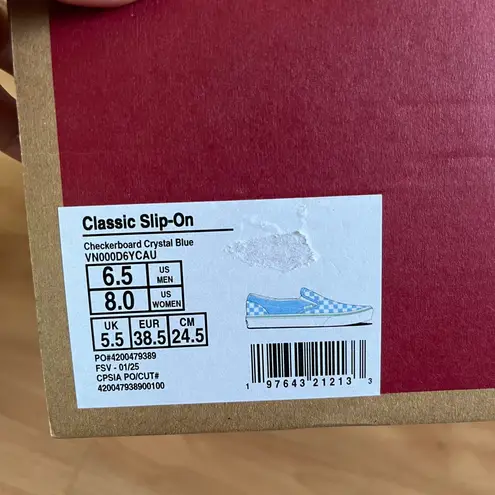 Classic Slip-On
Checkerboard Crystal Blue
VN000D6YCAU
6.5 US MEN
8.0 US WOMEN
UK EUR CM
5.5 38.5 24.5
PO#4200479389
FSV - 01/25
CPSIA PO/CUT#
420047938900100
1 97643 21213 3